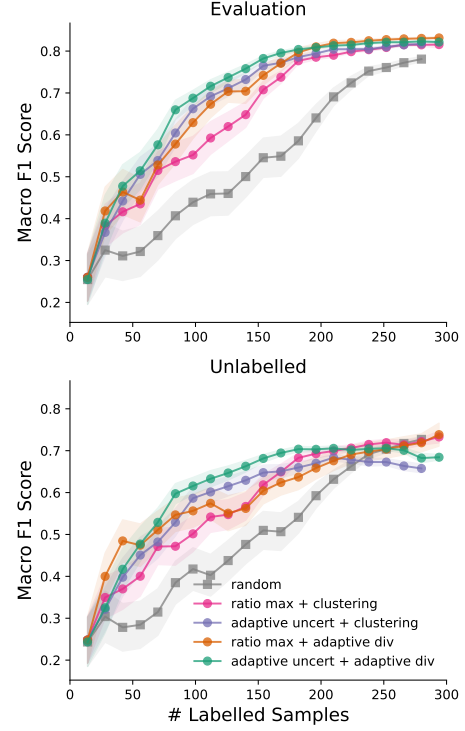 Evaluation
Macro F1 Score
0.8
0.7
0.6
0.5
0.4
0.3
0.2
0 50 100 150 200 250 300
Unlabelled
Macro F1 Score
0.8
0.7
0.6
0.5
0.4
0.3
0.2
random
ratio max + clustering
adaptive uncert + clustering
ratio max + adaptive div
adaptive uncert + adaptive div
0 50 100 150 200 250 300
# Labelled Samples